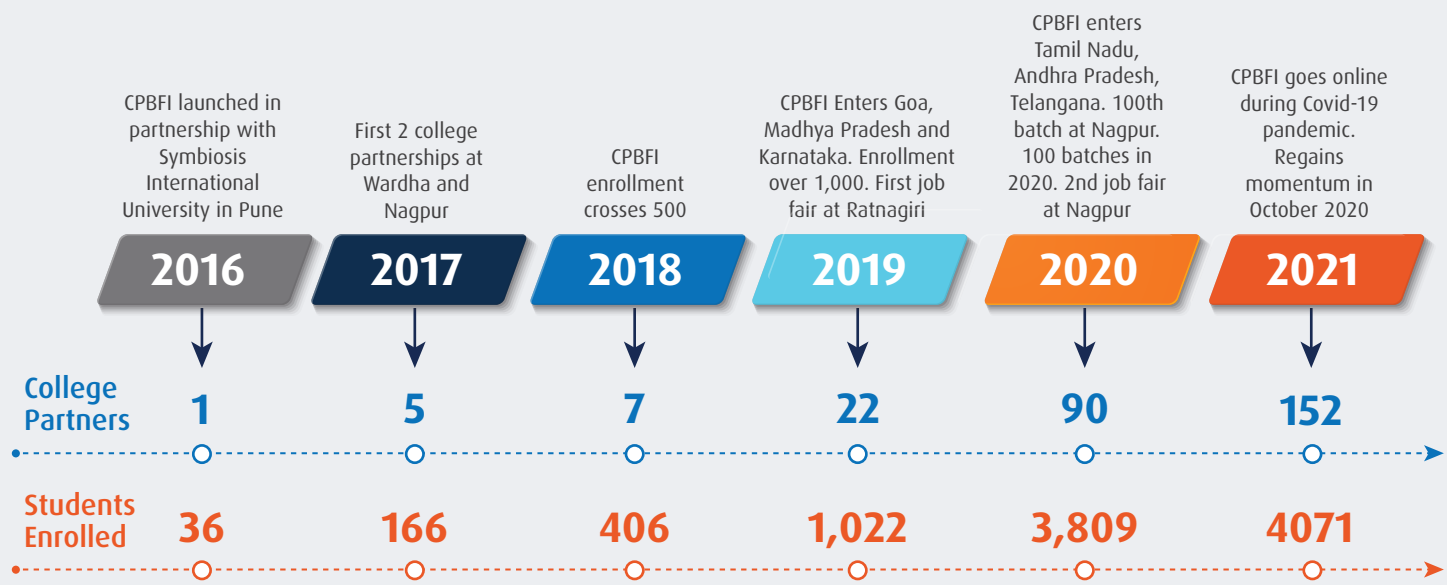 CPBFI launched in
partnership with
Symbiosis
International
University in Pune
First 2 college
partnerships at
Wardha and
Nagpur
CPBFI
enrollment
crosses 500
CPBFI Enters Goa,
Madhya Pradesh and
Karnataka. Enrollment
over 1,000. First job
fair at Ratnagiri
CPBFI enters
Tamil Nadu,
Andhra Pradesh,
Telangana. 100th
batch at Nagpur.
100 batches in
2020. 2nd job fair
at Nagpur
CPBFI goes online
during Covid-19
pandemic.
Regains
momentum in
October 2020
2016 2017 2018 2019 2020 2021
College
Partners
1 5 7 22 90 152
Students
Enrolled
36 166 406 1,022 3,809 4071